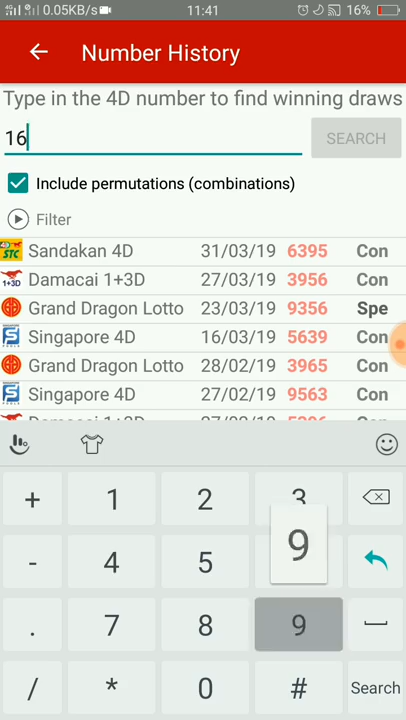 0.05KB/s 11:41 16%
Number History
Type in the 4D number to find winning draws
16 SEARCH
Include permutations (combinations)
Filter
STC Sandakan 4D 31/03/19 6395 Con
1+3D Damacai 1+3D 27/03/19 3956 Con
Grand Dragon Lotto 23/03/19 9356 Spe
Singapore 4D 16/03/19 5639 Con
Grand Dragon Lotto 28/02/19 3965 Con
Singapore 4D 27/02/19 9563 Con
+ 1 2 3
9
- 4 5
. 7 8 9
/ * 0 # Search